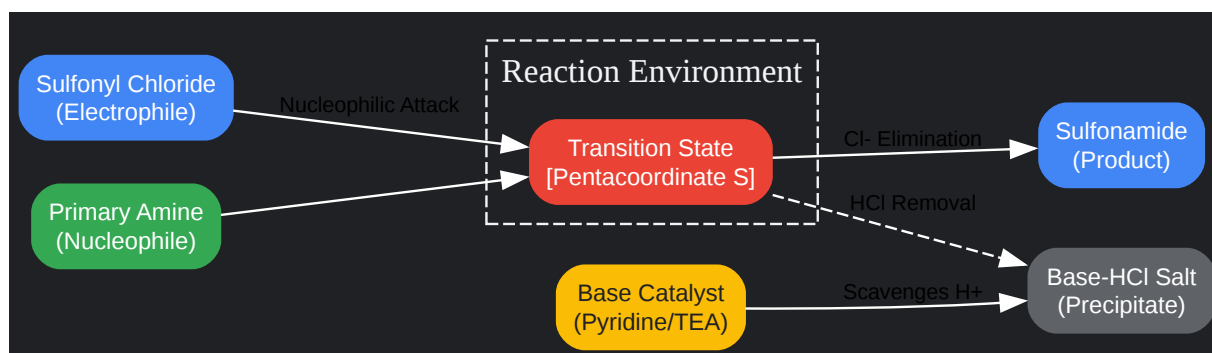 Sulfonyl Chloride
(Electrophile)
Nucleophilic Attack
Primary Amine
(Nucleophile)
Reaction Environment
Transition State
[Pentacoordinate S]
Cl- Elimination
Sulfonamide
(Product)
HCl Removal
Base Catalyst
(Pyridine/TEA)
Scavenges H+
Base-HCl Salt
(Precipitate)